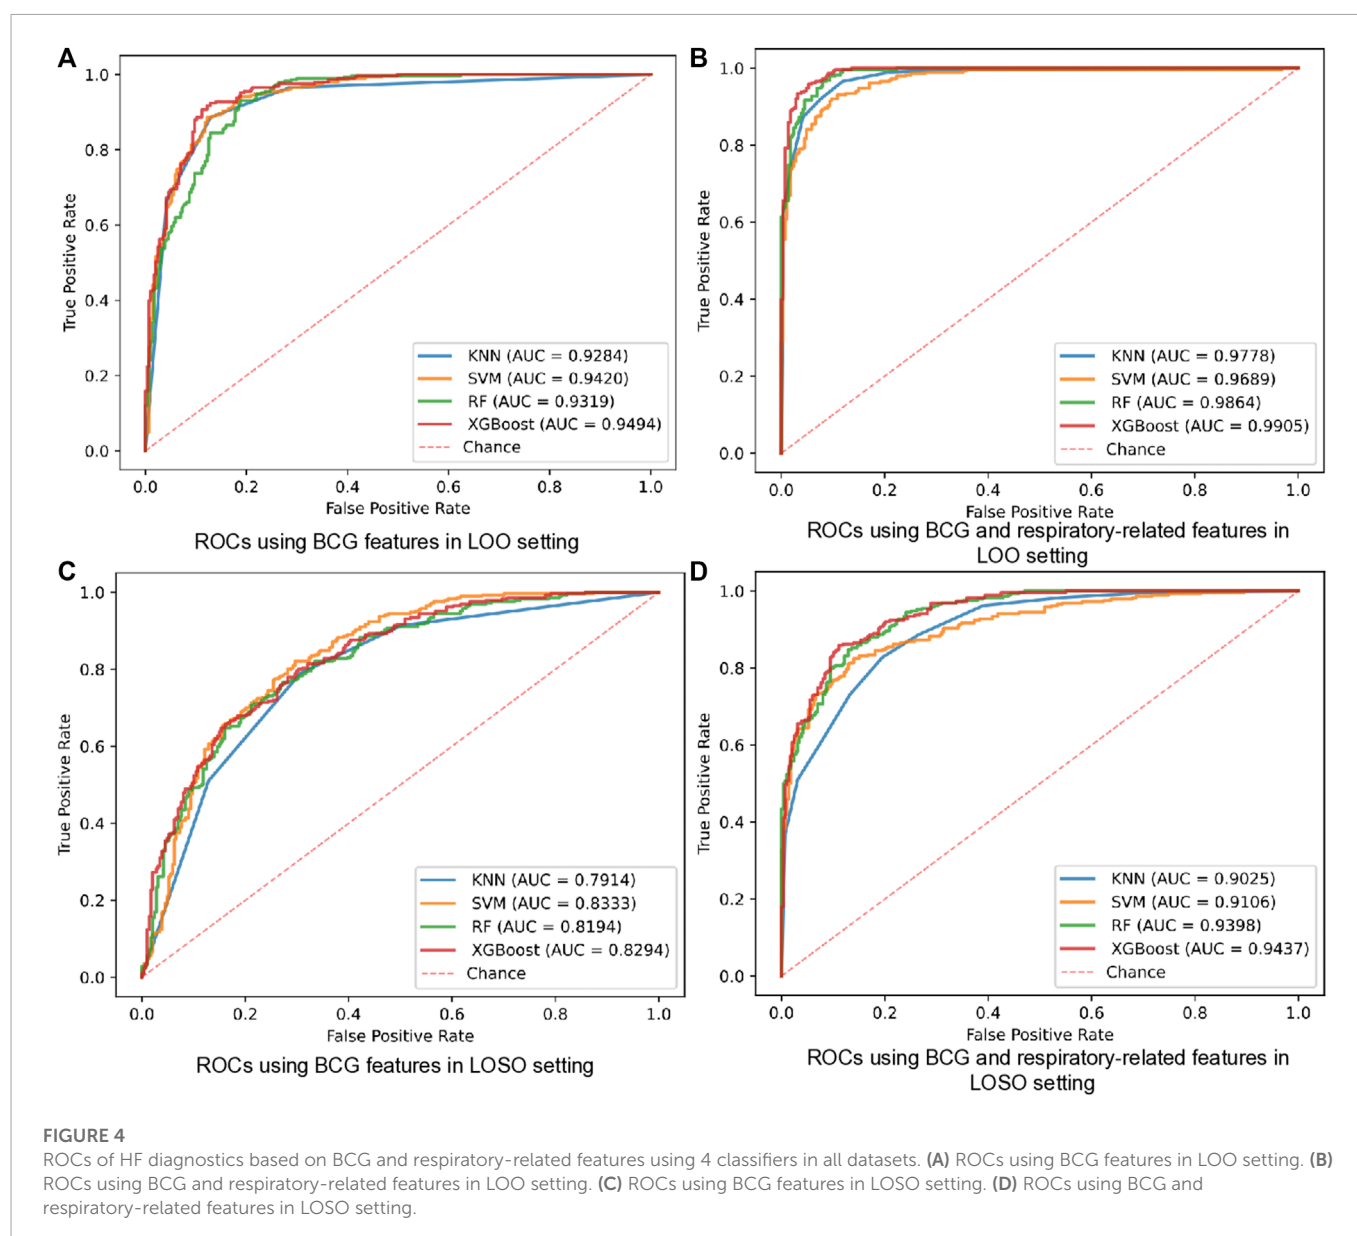 A
1.0
0.8
0.6
0.4
0.2
0.0
True Positive Rate
KNN (AUC = 0.9284)
SVM (AUC = 0.9420)
RF (AUC = 0.9319)
XGBoost (AUC = 0.9494)
Chance
0.0 0.2 0.4 0.6 0.8 1.0
False Positive Rate
ROCs using BCG features in LOO setting
B
1.0
0.8
0.6
0.4
0.2
0.0
True Positive Rate
KNN (AUC = 0.9778)
SVM (AUC = 0.9689)
RF (AUC = 0.9864)
XGBoost (AUC = 0.9905)
Chance
0.0 0.2 0.4 0.6 0.8 1.0
False Positive Rate
ROCs using BCG and respiratory-related features in
LOO setting
C
1.0
0.8
0.6
0.4
0.2
0.0
True Positive Rate
KNN (AUC = 0.7914)
SVM (AUC = 0.8333)
RF (AUC = 0.8194)
XGBoost (AUC = 0.8294)
Chance
0.0 0.2 0.4 0.6 0.8 1.0
False Positive Rate
ROCs using BCG features in LOSO setting
D
1.0
0.8
0.6
0.4
0.2
0.0
True Positive Rate
KNN (AUC = 0.9025)
SVM (AUC = 0.9106)
RF (AUC = 0.9398)
XGBoost (AUC = 0.9437)
Chance
0.0 0.2 0.4 0.6 0.8 1.0
False Positive Rate
ROCs using BCG and respiratory-related features in
LOSO setting
FIGURE 4
ROCs of HF diagnostics based on BCG and respiratory-related features using 4 classifiers in all datasets. (A) ROCs using BCG features in LOO setting. (B)
ROCs using BCG and respiratory-related features in LOO setting. (C) ROCs using BCG features in LOSO setting. (D) ROCs using BCG and
respiratory-related features in LOSO setting.